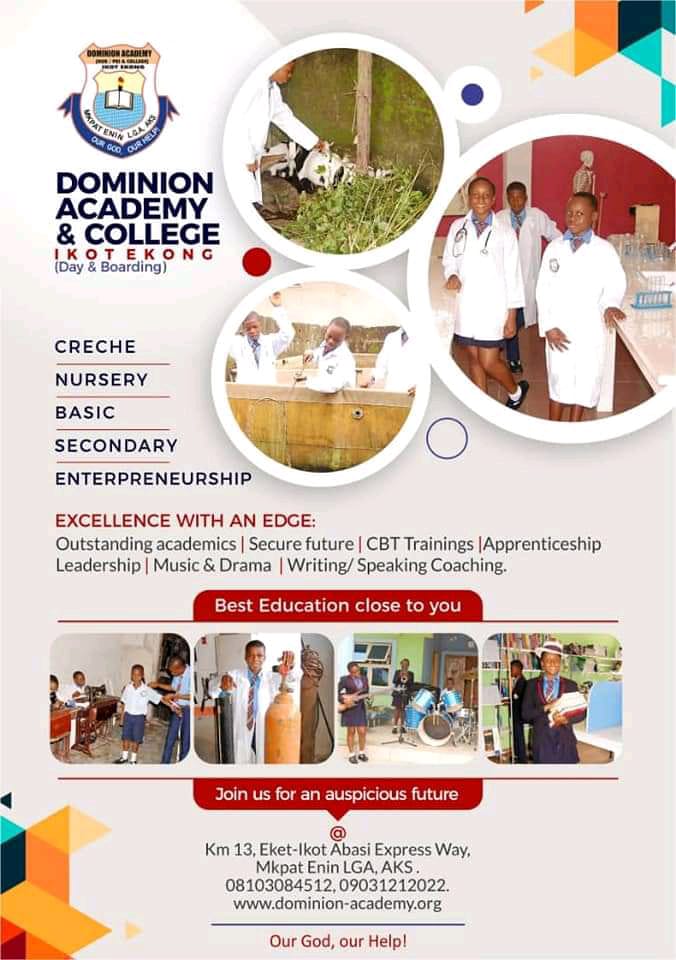 DOMINION ACADEMY
(NUR / PRI & COLLEGE)
IKOT EKONG
MKPAT ENIN L.G.A, AKS
OUR GOD, OUR HELP!
DOMINION
ACADEMY
& COLLEGE
IKOT EKONG
(Day & Boarding)
CRECHE
NURSERY
BASIC
SECONDARY
ENTERPRENEURSHIP
EXCELLENCE WITH AN EDGE:
Outstanding academics | Secure future | CBT Trainings |Apprenticeship
Leadership | Music & Drama | Writing/ Speaking Coaching.
Best Education close to you
Join us for an auspicious future
@
Km 13, Eket-Ikot Abasi Express Way,
Mkpat Enin LGA, AKS .
08103084512, 09031212022.
www.dominion-academy.org
Our God, our Help!